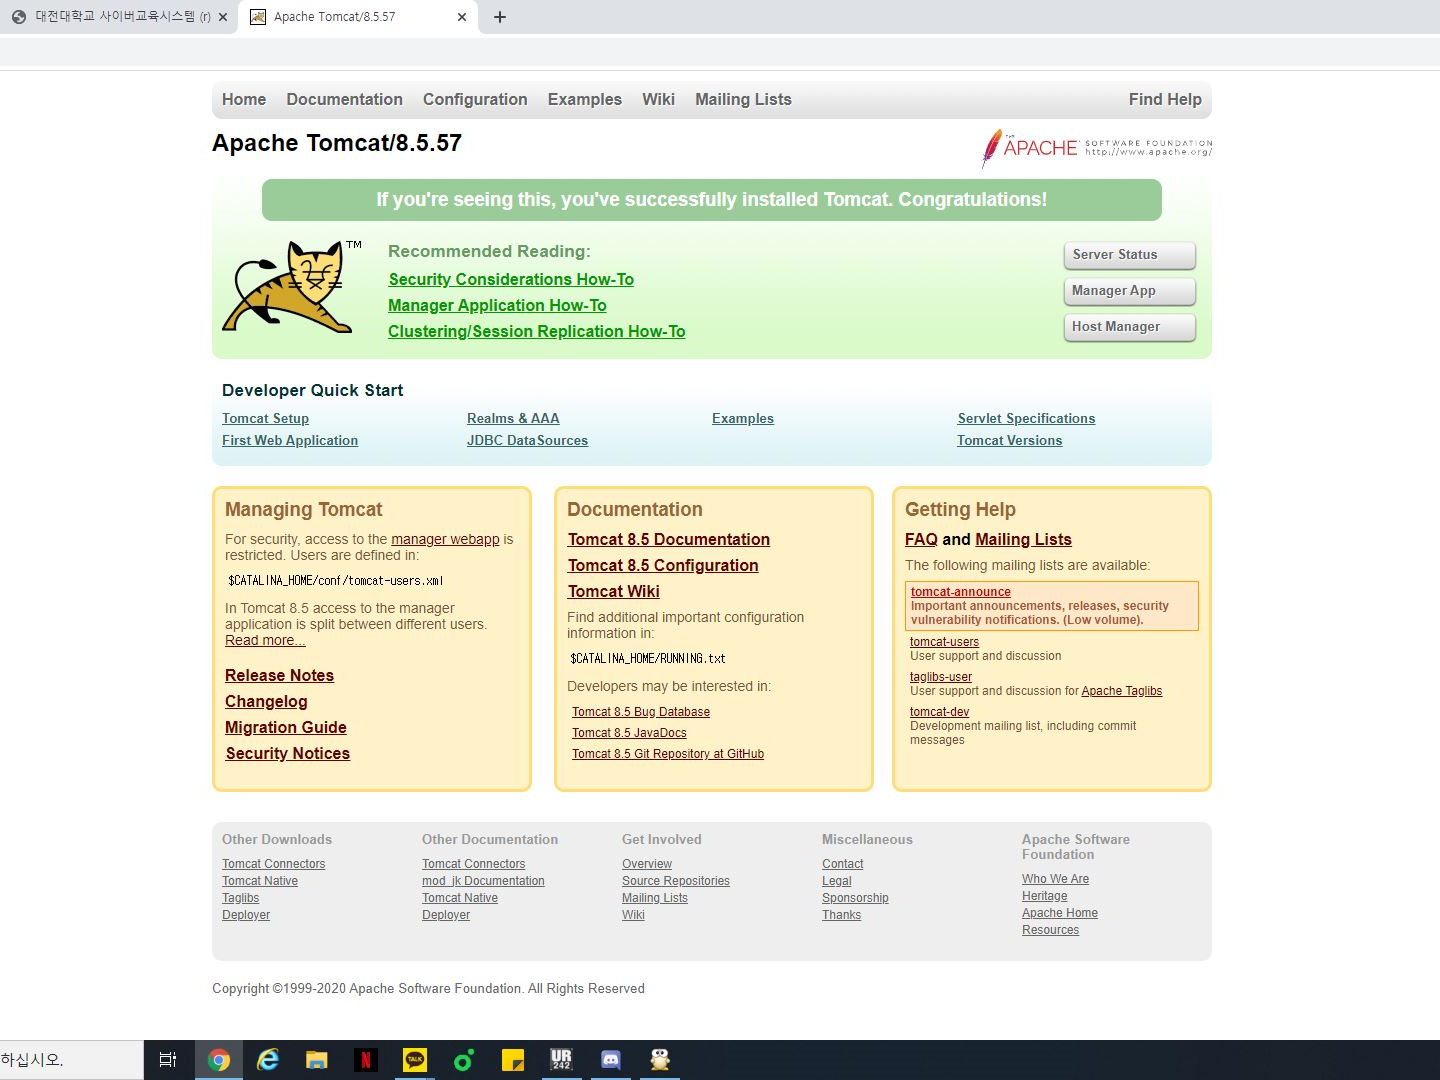 대전대학교 사이버교육시스템 (r)
Apache Tomcat/8.5.57
Home Documentation Configuration Examples Wiki Mailing Lists Find Help
Apache Tomcat/8.5.57
THE APACHE SOFTWARE FOUNDATION
http://www.apache.org/
If you're seeing this, you've successfully installed Tomcat. Congratulations!
TM
Recommended Reading:
Security Considerations How-To
Manager Application How-To
Clustering/Session Replication How-To
Server Status
Manager App
Host Manager
Developer Quick Start
Tomcat Setup
First Web Application
Realms & AAA
JDBC DataSources
Examples
Servlet Specifications
Tomcat Versions
Managing Tomcat
For security, access to the manager webapp is
restricted. Users are defined in:
$CATALINA_HOME/conf/tomcat-users.xml
In Tomcat 8.5 access to the manager
application is split between different users.
Read more...
Release Notes
Changelog
Migration Guide
Security Notices
Documentation
Tomcat 8.5 Documentation
Tomcat 8.5 Configuration
Tomcat Wiki
Find additional important configuration
information in:
$CATALINA_HOME/RUNNING.txt
Developers may be interested in:
Tomcat 8.5 Bug Database
Tomcat 8.5 JavaDocs
Tomcat 8.5 Git Repository at GitHub
Getting Help
FAQ and Mailing Lists
The following mailing lists are available:
tomcat-announce
Important announcements, releases, security
vulnerability notifications. (Low volume).
tomcat-users
User support and discussion
taglibs-user
User support and discussion for Apache Taglibs
tomcat-dev
Development mailing list, including commit
messages
Other Downloads
Tomcat Connectors
Tomcat Native
Taglibs
Deployer
Other Documentation
Tomcat Connectors
mod_jk Documentation
Tomcat Native
Deployer
Get Involved
Overview
Source Repositories
Mailing Lists
Wiki
Miscellaneous
Contact
Legal
Sponsorship
Thanks
Apache Software
Foundation
Who We Are
Heritage
Apache Home
Resources
Copyright ©1999-2020 Apache Software Foundation. All Rights Reserved
하십시오.
N
TALK
UR
242